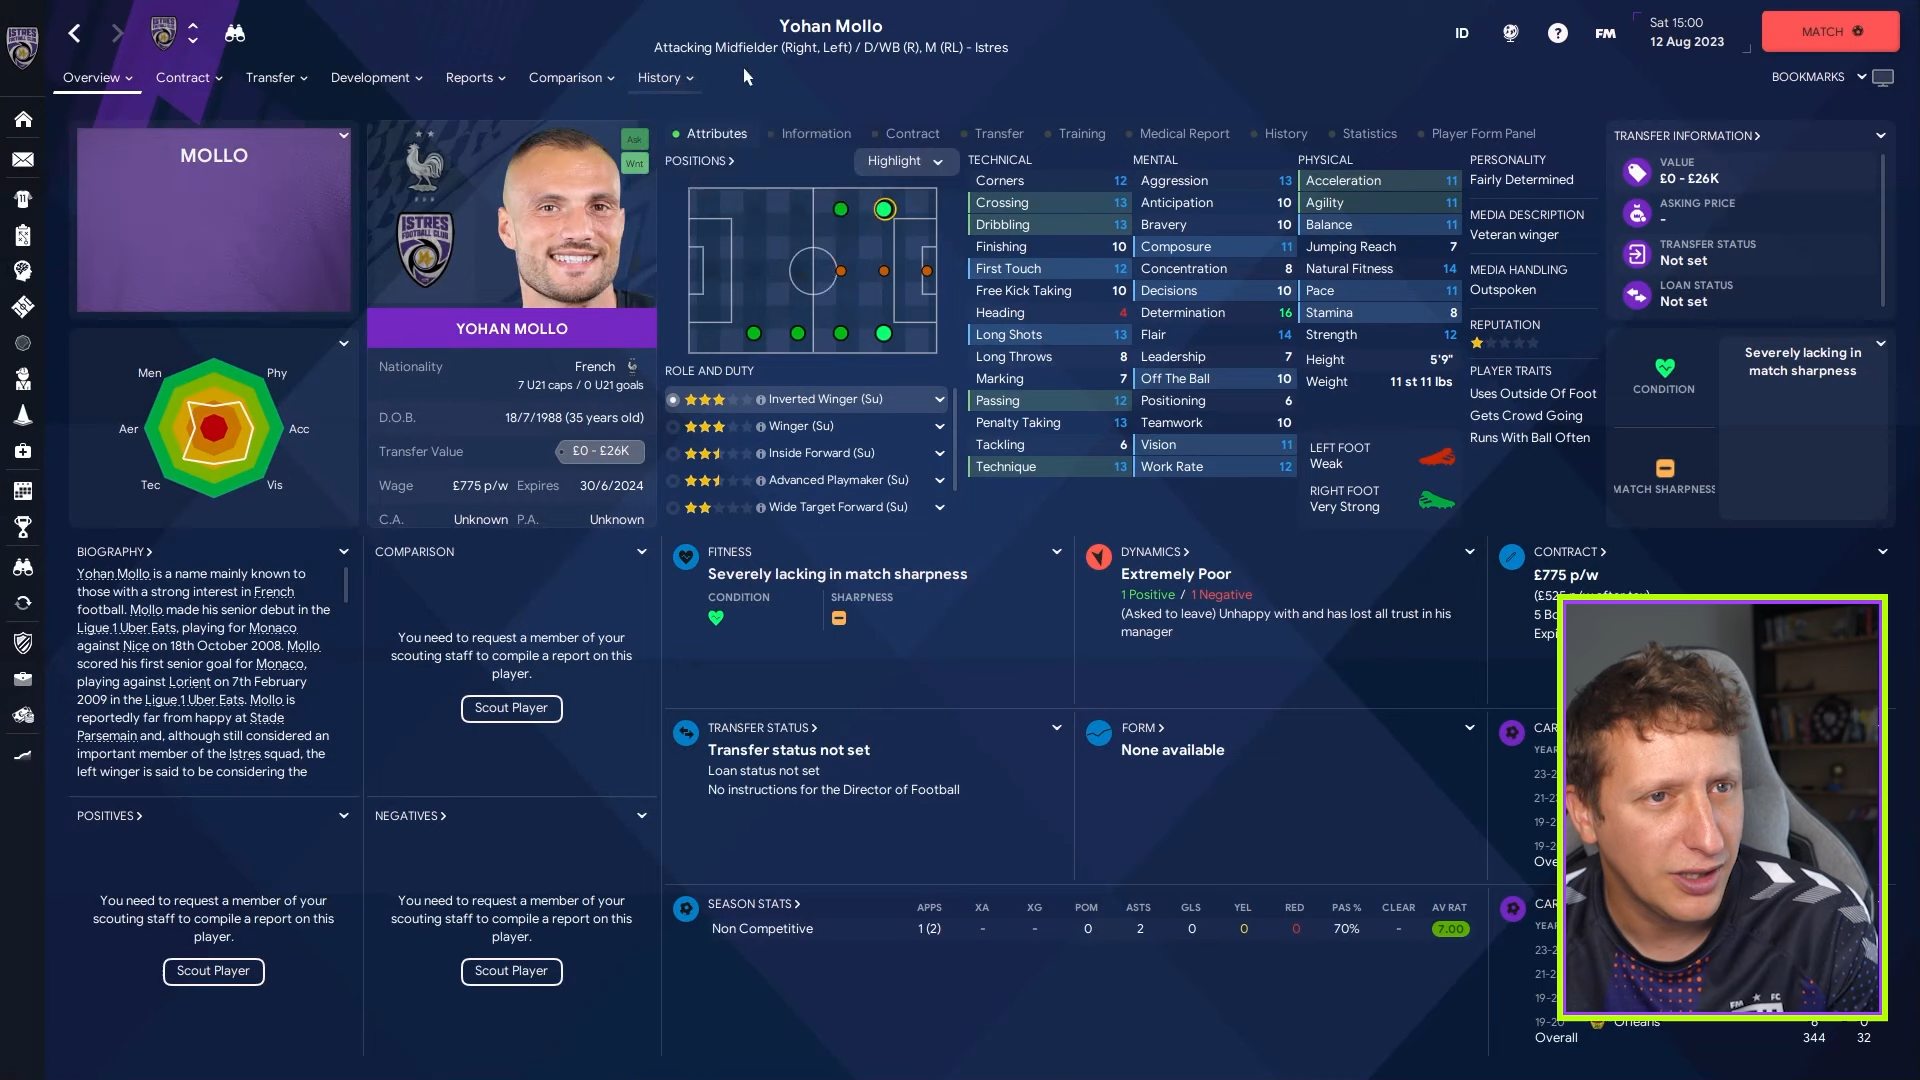 Yohan Mollo
Attacking Midfielder (Right, Left) / D/WB (R), M (RL) - Istres
ID
FM
Sat 15:00
12 Aug 2023
MATCH
Overview
Contract
Transfer
Development
Reports
Comparison
History
BOOKMARKS
MOLLO
Ask
Wnt
ISTRES
FOOTBALL CLUB
YOHAN MOLLO
Nationality French
7 U21 caps / 0 U21 goals
D.O.B. 18/7/1988 (35 years old)
Transfer Value £0 - £26K
Wage £775 p/w Expires 30/6/2024
C.A. Unknown P.A. Unknown
Men Phy
Aer Acc
Tec Vis
Attributes
Information
Contract
Transfer
Training
Medical Report
History
Statistics
Player Form Panel
POSITIONS
Highlight
ROLE AND DUTY
Inverted Winger (Su)
Winger (Su)
Inside Forward (Su)
Advanced Playmaker (Su)
Wide Target Forward (Su)
TECHNICAL
Corners 12
Crossing 13
Dribbling 13
Finishing 10
First Touch 12
Free Kick Taking 10
Heading 4
Long Shots 13
Long Throws 8
Marking 7
Passing 12
Penalty Taking 13
Tackling 6
Technique 13
MENTAL
Aggression 13
Anticipation 10
Bravery 10
Composure 11
Concentration 8
Decisions 10
Determination 16
Flair 14
Leadership 7
Off The Ball 10
Positioning 6
Teamwork 10
Vision 11
Work Rate 12
PHYSICAL
Acceleration 11
Agility 11
Balance 11
Jumping Reach 7
Natural Fitness 14
Pace 11
Stamina 8
Strength 12
Height 5'9"
Weight 11 st 11 lbs
LEFT FOOT
Weak
RIGHT FOOT
Very Strong
PERSONALITY
Fairly Determined
MEDIA DESCRIPTION
Veteran winger
MEDIA HANDLING
Outspoken
REPUTATION
PLAYER TRAITS
Uses Outside Of Foot
Gets Crowd Going
Runs With Ball Often
TRANSFER INFORMATION
VALUE
£0 - £26K
ASKING PRICE
-
TRANSFER STATUS
Not set
LOAN STATUS
Not set
CONDITION
MATCH SHARPNESS
Severely lacking in
match sharpness
BIOGRAPHY
Yohan Mollo is a name mainly known to
those with a strong interest in French
football. Mollo made his senior debut in the
Ligue 1 Uber Eats, playing for Monaco
against Nice on 18th October 2008. Mollo
scored his first senior goal for Monaco,
playing against Lorient on 7th February
2009 in the Ligue 1 Uber Eats. Mollo is
reportedly far from happy at Stade
Parsemain and, although still considered an
important member of the Istres squad, the
left winger is said to be considering the
COMPARISON
You need to request a member of your
scouting staff to compile a report on this
player.
Scout Player
FITNESS
Severely lacking in match sharpness
CONDITION
SHARPNESS
DYNAMICS
Extremely Poor
1 Positive / 1 Negative
(Asked to leave) Unhappy with and has lost all trust in his
manager
CONTRACT
£775 p/w
TRANSFER STATUS
Transfer status not set
Loan status not set
No instructions for the Director of Football
FORM
None available
POSITIVES
You need to request a member of your
scouting staff to compile a report on this
player.
Scout Player
NEGATIVES
You need to request a member of your
scouting staff to compile a report on this
player.
Scout Player
SEASON STATS APPS XA XG POM ASTS GLS YEL RED PAS % CLEAR AV RAT
Non Competitive 1 (2) - - 0 2 0 0 0 70% - 7.00
19-20 Orléans 6 0
Overall 344 32
FM FC